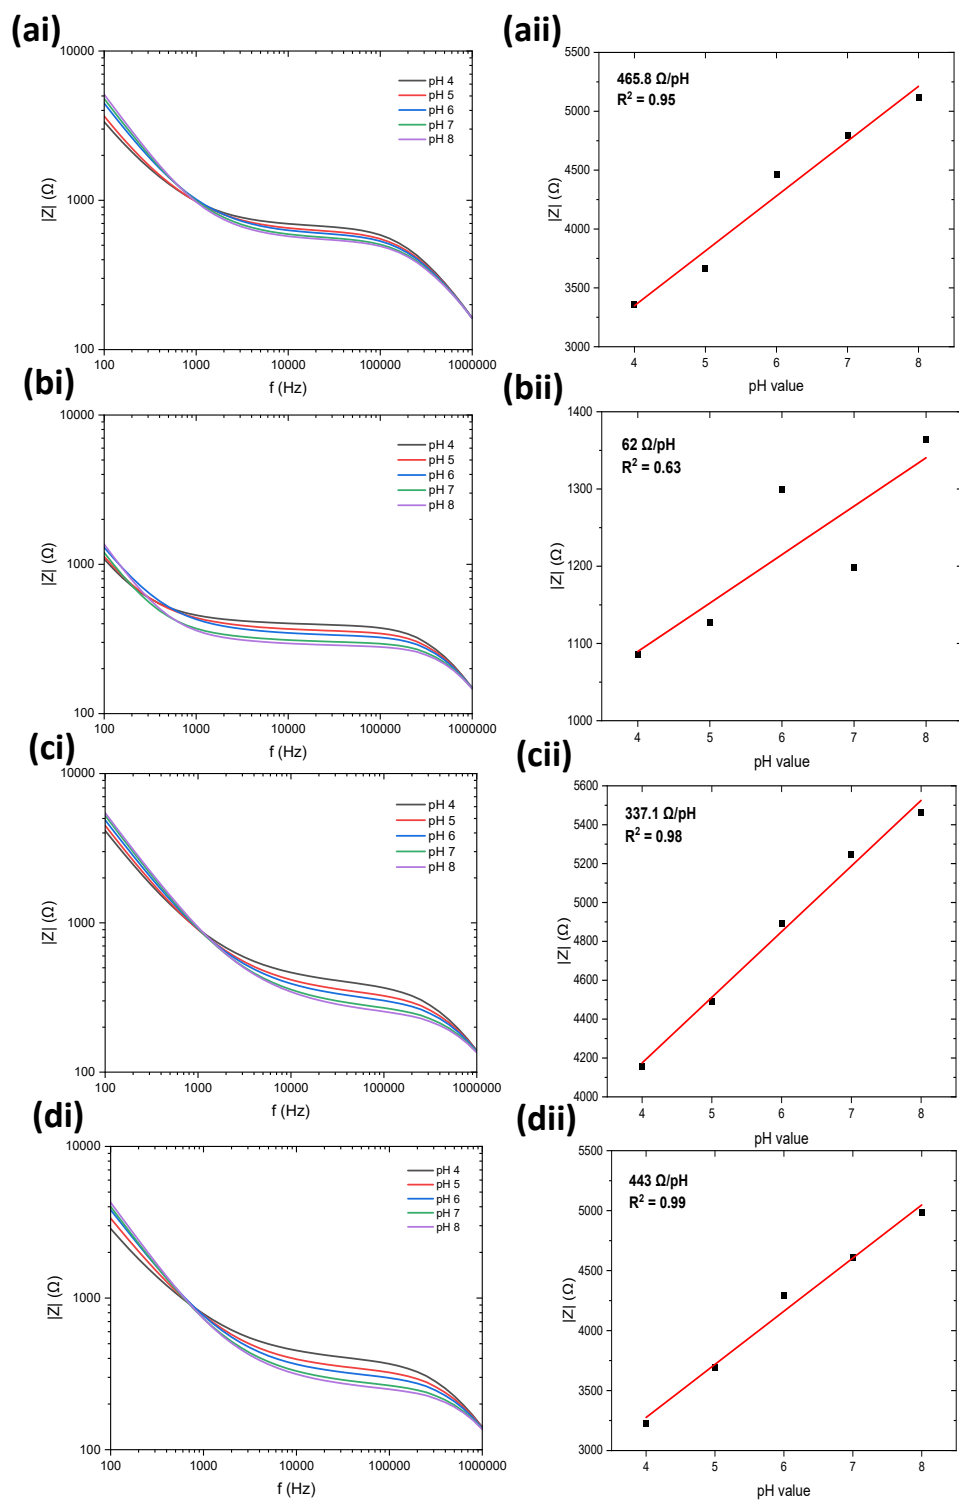 (ai)
10000
1000
100
|Z| (Ω)
pH 4
pH 5
pH 6
pH 7
pH 8
100
1000
10000
100000
1000000
f (Hz)
(aii)
5500
5000
4500
4000
3500
3000
|Z| (Ω)
465.8 Ω/pH
R² = 0.95
4
5
6
7
8
pH value
(bi)
10000
1000
100
|Z| (Ω)
pH 4
pH 5
pH 6
pH 7
pH 8
100
1000
10000
100000
1000000
f (Hz)
(bii)
1400
1300
1200
1100
1000
|Z| (Ω)
62 Ω/pH
R² = 0.63
4
5
6
7
8
pH value
(ci)
10000
1000
100
|Z| (Ω)
pH 4
pH 5
pH 6
pH 7
pH 8
100
1000
10000
100000
1000000
f (Hz)
(cii)
5600
5400
5200
5000
4800
4600
4400
4200
4000
|Z| (Ω)
337.1 Ω/pH
R² = 0.98
4
5
6
7
8
pH value
(di)
10000
1000
100
|Z| (Ω)
pH 4
pH 5
pH 6
pH 7
pH 8
100
1000
10000
100000
1000000
f (Hz)
(dii)
5500
5000
4500
4000
3500
3000
|Z| (Ω)
443 Ω/pH
R² = 0.99
4
5
6
7
8
pH value